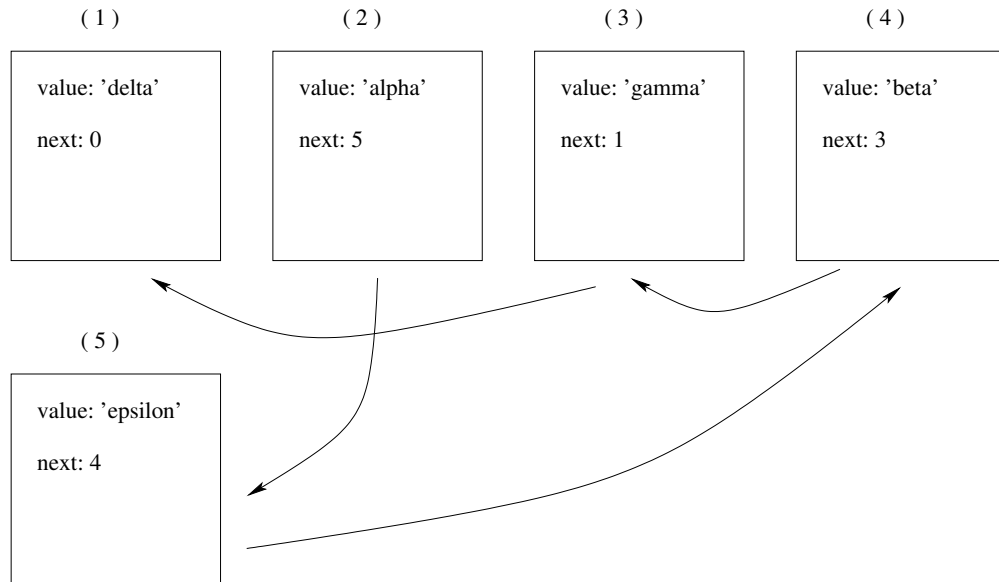 ( 1 )
( 2 )
( 3 )
( 4 )
value: ’delta’
next: 0
value: ’alpha’
next: 5
value: ’gamma’
next: 1
value: ’beta’
next: 3
( 5 )
value: ’epsilon’
next: 4